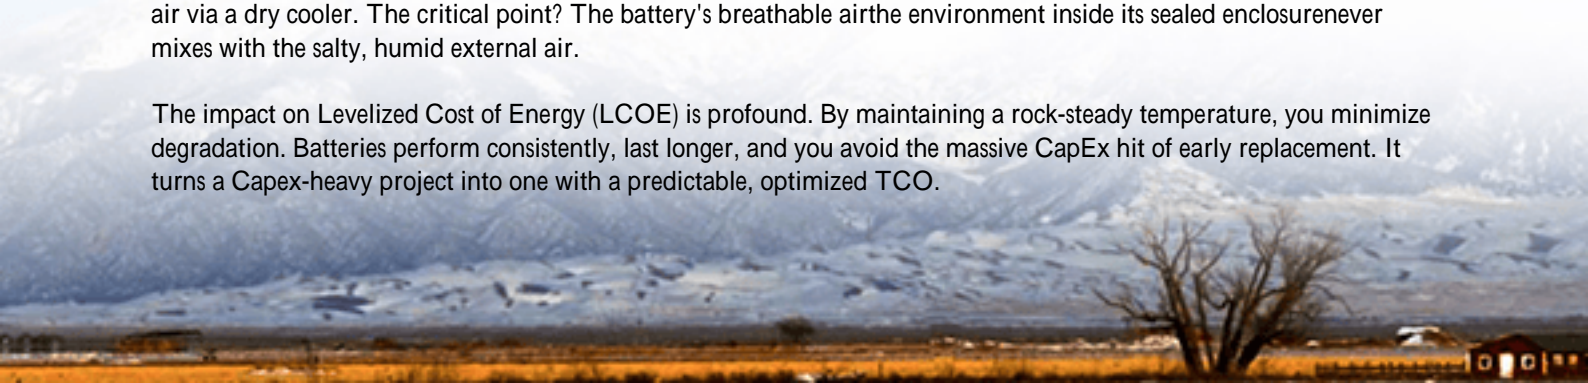 air via a dry cooler. The critical point? The battery's breathable airthe environment inside its sealed enclosurenever
mixes with the salty, humid external air.
The impact on Levelized Cost of Energy (LCOE) is profound. By maintaining a rock-steady temperature, you minimize
degradation. Batteries perform consistently, last longer, and you avoid the massive CapEx hit of early replacement. It
turns a Capex-heavy project into one with a predictable, optimized TCO.